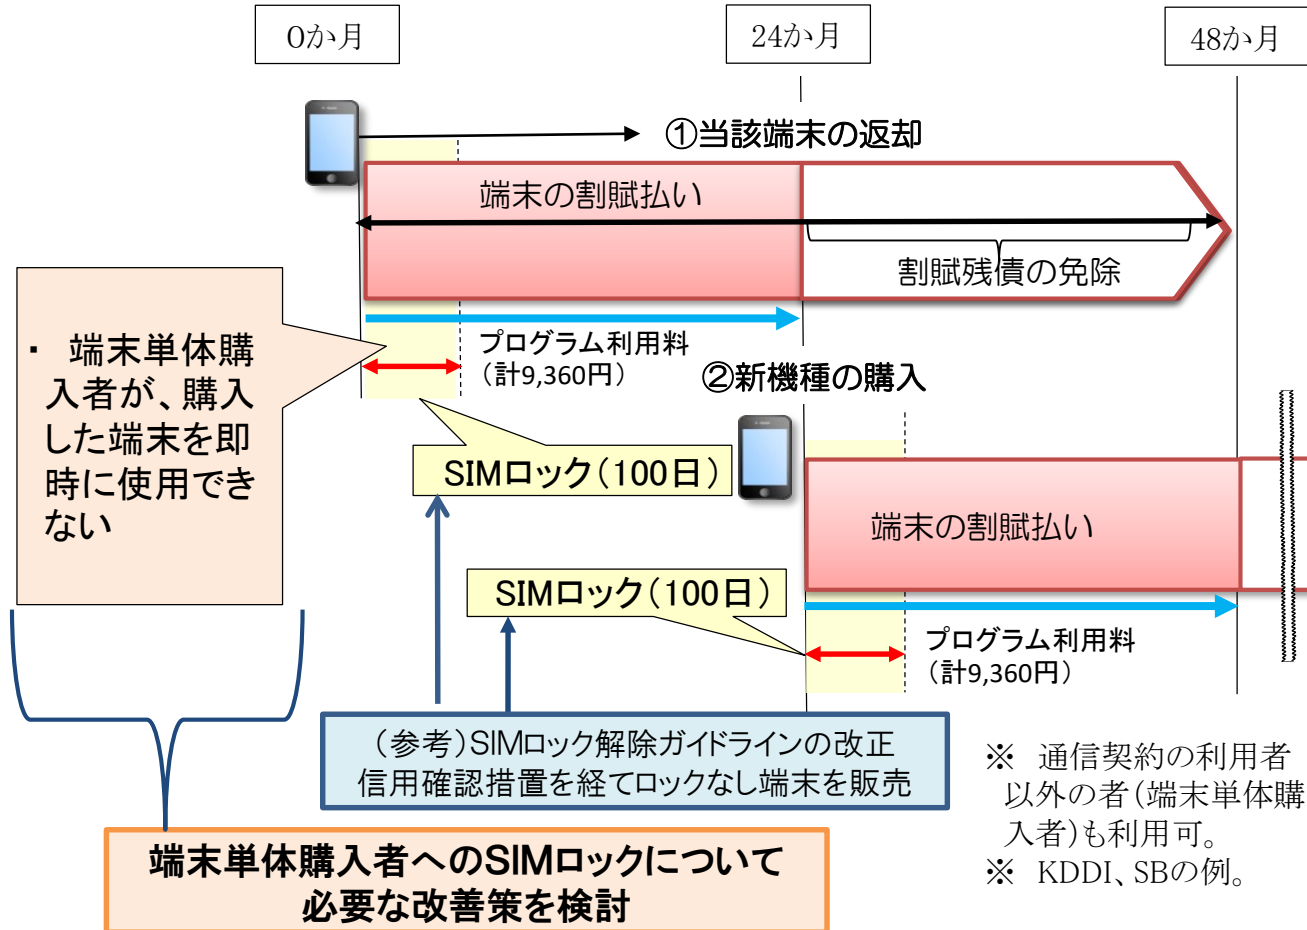 0か月
24か月
48か月
①当該端末の返却
端末の割賦払い
割賦残債の免除
・ 端末単体購
入者が、購入
した端末を即
時に使用でき
ない
プログラム利用料
(計9,360円)
②新機種の購入
SIMロック(100日)
端末の割賦払い
SIMロック(100日)
プログラム利用料
(計9,360円)
(参考)SIMロック解除ガイドラインの改正
信用確認措置を経てロックなし端末を販売
※ 通信契約の利用者
以外の者(端末単体購
入者)も利用可。
※ KDDI、SBの例。
端末単体購入者へのSIMロックについて
必要な改善策を検討